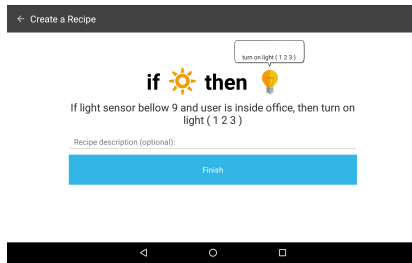 Create a Recipe
turn on light ( 1 2 3 )
if then
If light sensor bellow 9 and user is inside office, then turn on
light ( 1 2 3 )
Recipe description (optional):
Finish